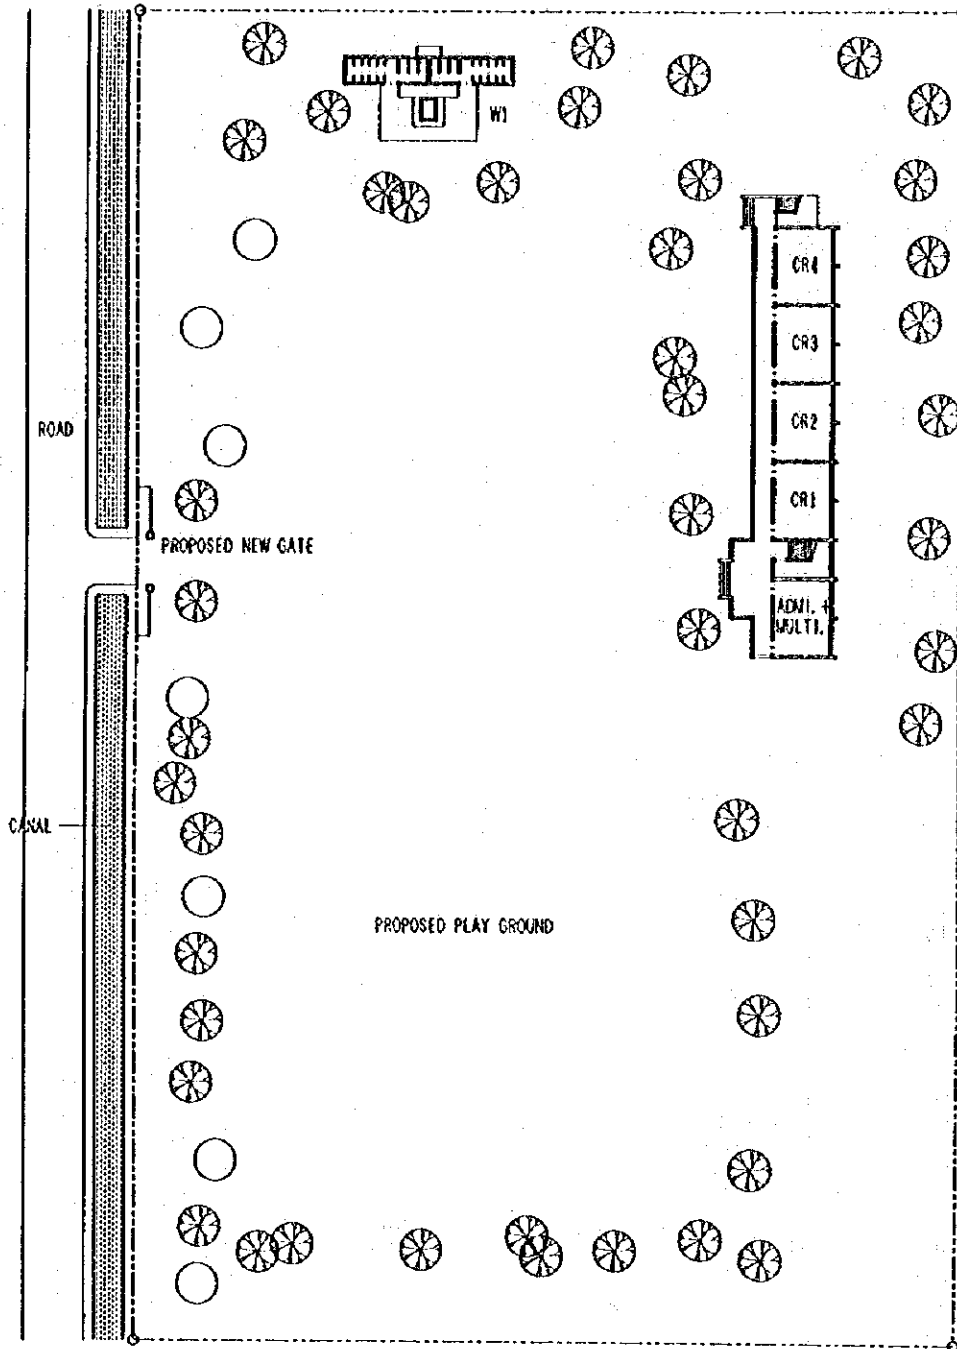 W1
CR4
CR3
ROAD
CR2
CR1
PROPOSED NEW GATE
ADMI. +
MULTI.
CANAL
PROPOSED PLAY GROUND